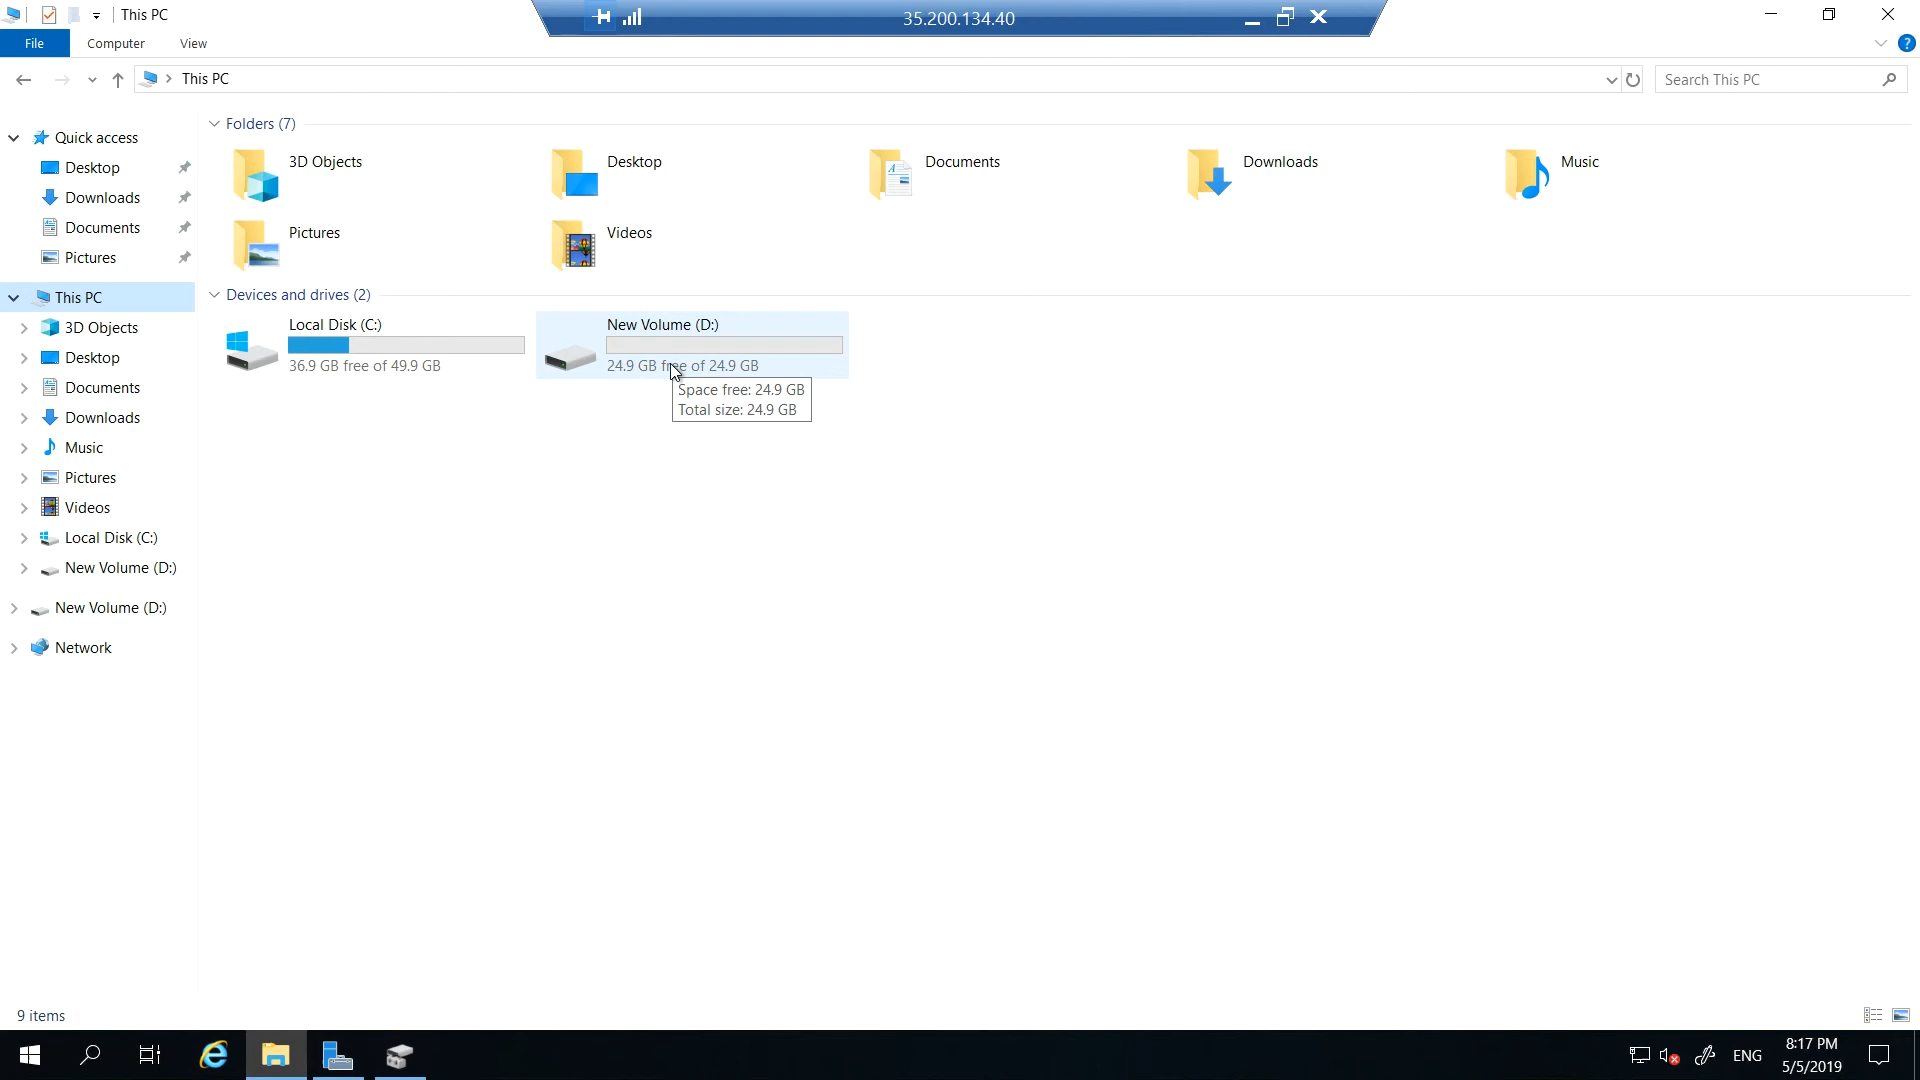 This PC
35.200.134.40
File
Computer
View
This PC
Search This PC
?
Quick access
Desktop
Downloads
Documents
Pictures
This PC
3D Objects
Desktop
Documents
Downloads
Music
Pictures
Videos
Local Disk (C:)
New Volume (D:)
New Volume (D:)
Network
Folders (7)
3D Objects
Desktop
Documents
Downloads
Music
Pictures
Videos
Devices and drives (2)
Local Disk (C:)
36.9 GB free of 49.9 GB
New Volume (D:)
24.9 GB free of 24.9 GB
Space free: 24.9 GB
Total size: 24.9 GB
9 items
ENG
8:17 PM
5/5/2019